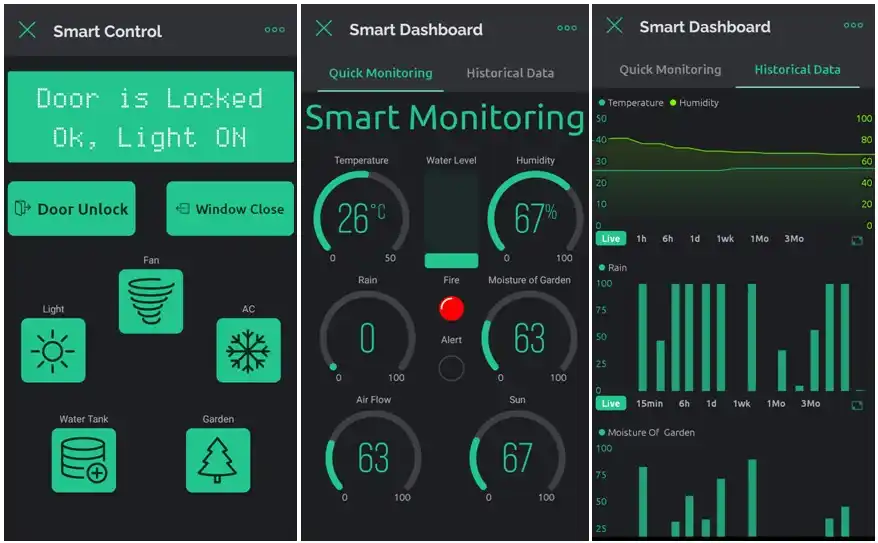 Smart Control
Door is Locked
Ok, Light ON
Door Unlock
Window Close
Fan
Light
AC
Water Tank
Garden
Smart Dashboard
Quick Monitoring Historical Data
Smart Monitoring
Temperature Water Level Humidity
26°C 67%
0 50 0 100
Rain Fire Moisture of Garden
0 63
Alert
0 100 0 100
Air Flow Sun
63 67
0 100 0 100
Smart Dashboard
Quick Monitoring Historical Data
Temperature Humidity
50 100
40 80
30 60
20 40
10 20
0 0
Live 1h 6h 1d 1wk 1Mo 3Mo
Rain
100
75
50
25
0
Live 15min 6h 1d 1wk 1Mo 3Mo
Moisture Of Garden
100
75
50
25